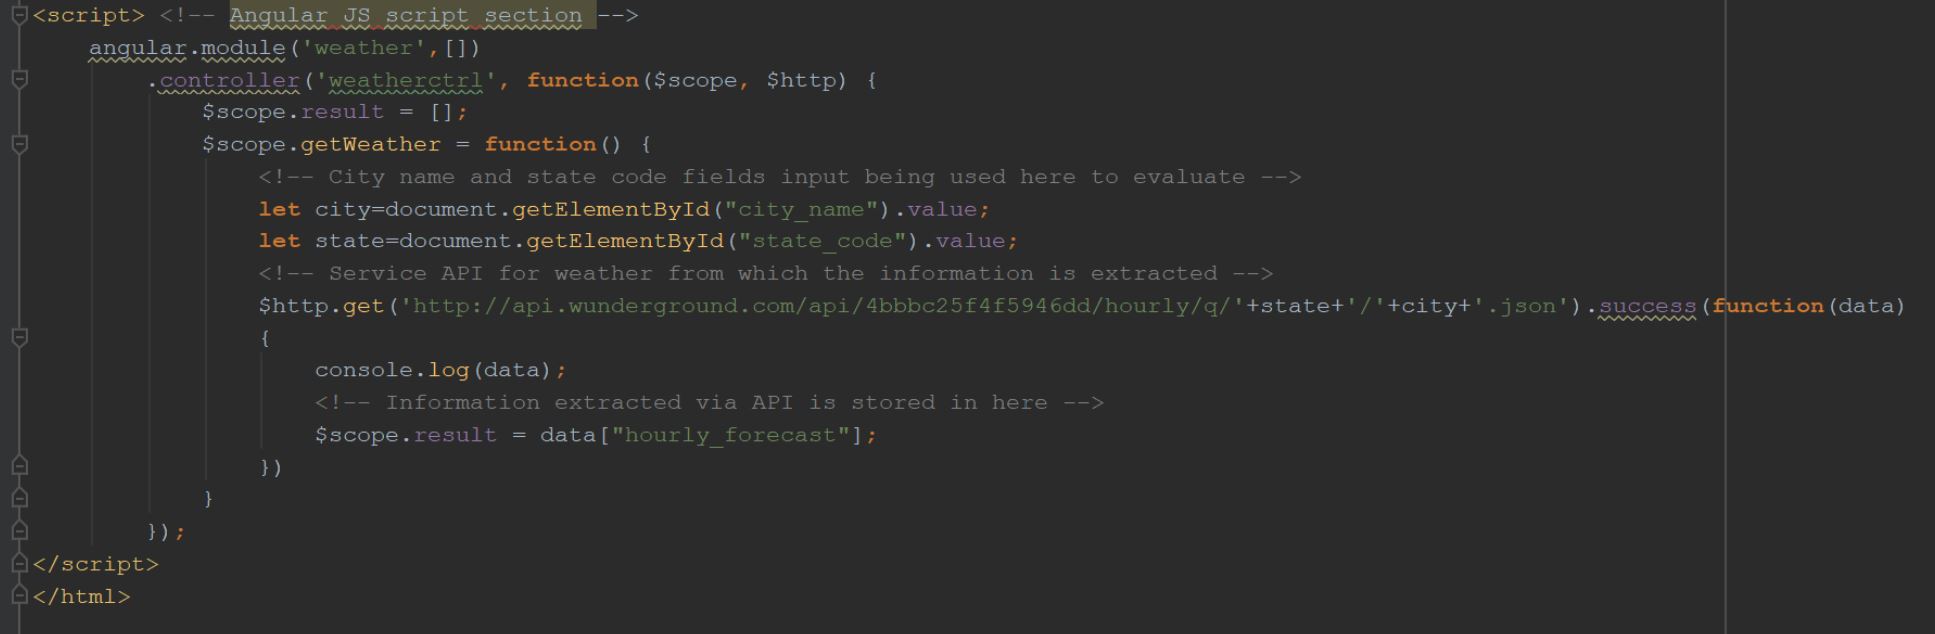 <script> <!-- Angular JS script section -->
angular.module('weather',[])
.controller('weatherctrl', function($scope, $http) {
$scope.result = [];
$scope.getWeather = function() {
<!-- City name and state code fields input being used here to evaluate -->
let city=document.getElementById("city_name").value;
let state=document.getElementById("state_code").value;
<!-- Service API for weather from which the information is extracted -->
$http.get('http://api.wunderground.com/api/4bbbc25f4f5946dd/hourly/q/'+state+'/'+city+'.json').success(function(data)
{
console.log(data);
<!-- Information extracted via API is stored in here -->
$scope.result = data["hourly_forecast"];
})
}
});
</script>
</html>